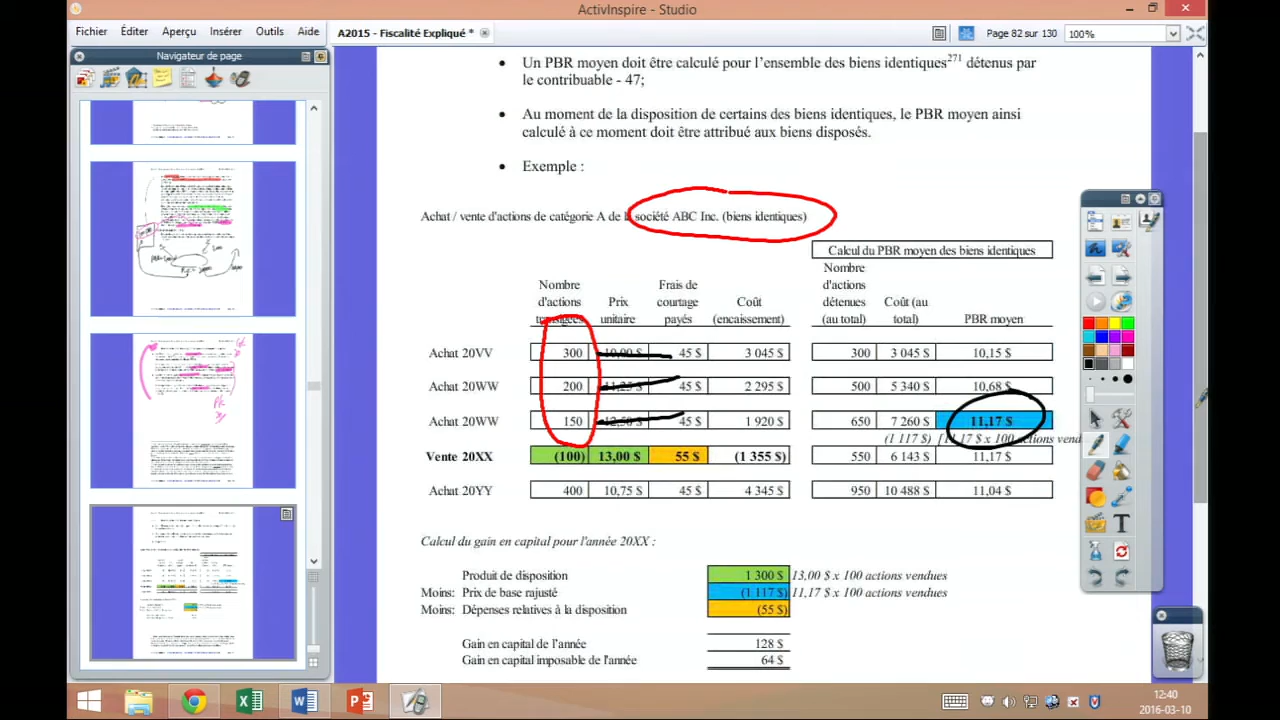 ActivInspire - Studio
Fichier Éditer Aperçu Insérer Outils Aide
A2015 - Fiscalité Expliqué *
Page 82 sur 130
100%
Navigateur de page
• Un PBR moyen doit être calculé pour l'ensemble des biens identiques271 détenus par
le contribuable - 47;
• Au moment de la disposition de certains des biens identiques, le PBR moyen ainsi
calculé à ce moment doit être attribué aux biens disposés.
• Exemple :
Achat / vente d'actions de catégorie de la société ABC Inc. (biens identiques)
Calcul du PBR moyen des biens identiques
Nombre d'actions transigées Prix unitaire Frais de courtage payés Coût (encaissement) Nombre d'actions détenues (au total) Coût (au total) PBR moyen
Achat 20VV 45 $ 3 045 $ 3 045 $ 10,15 $
Achat 20WW 200 11,25 $ 45 $ 2 295 $ 10,68 $
Achat 20WW 150 12,50 $ 45 $ 1 920 $ 650 7 260 $ 11,17 $
11,17 $ x 100 actions vend
Vente 20XX (100) 13,00 $ 55 $ (1 355 $) 550 6 143 $ 11,17 $
Achat 20YY 400 10,75 $ 45 $ 4 345 $ 950 10 488 $ 11,04 $
Calcul du gain en capital pour l'année 20XX :
Produit de disposition 1 300 $ 13,00 $ x 100 actions vendues
Moins: Prix de base rajusté (1 117 $) 11,17 $ x 100 actions vendues
Moins: Dépenses relatives à la disposition (55 $)
Gain en capital de l'année 128 $
Gain en capital imposable de l'année 64 $
12:40
2016-03-10